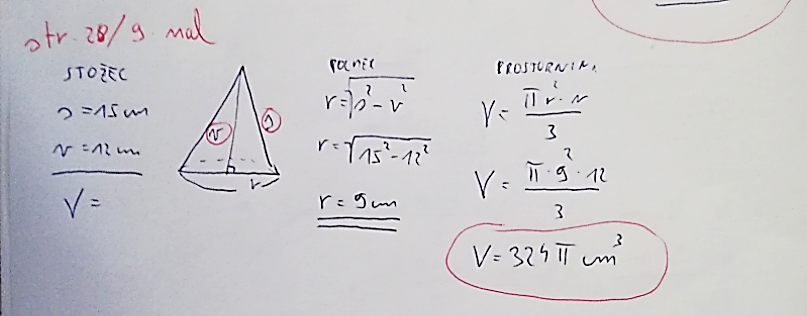 str. 28/9. nal
STOŽEC
s = 15 cm
v = 12 cm
V =
v
s
r
POLMER
r = √s² - v²
r = √15² - 12²
r = 9 cm
PROSTORNINA
V = πr² · v / 3
V = π · 9² · 12 / 3
V = 324 π cm³